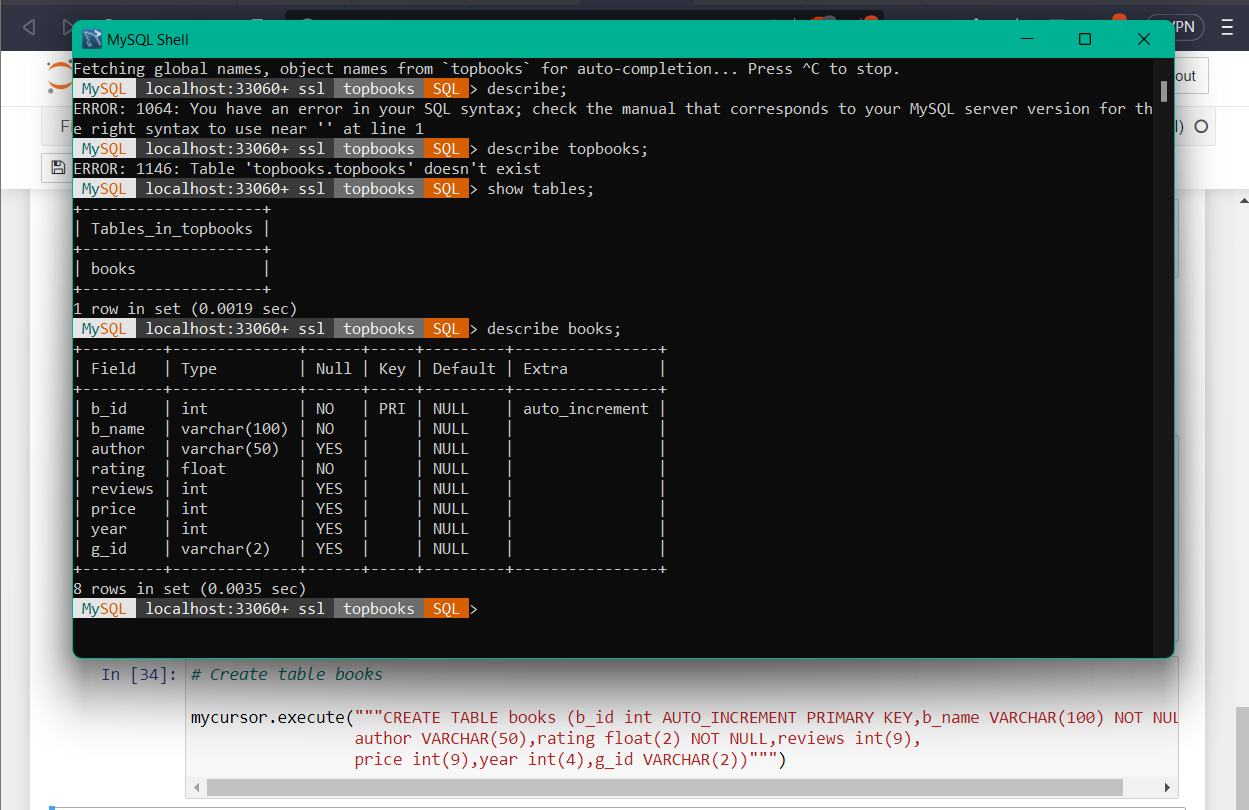 VPN
MySQL Shell
Fetching global names, object names from `topbooks` for auto-completion... Press ^C to stop.
MySQL localhost:33060+ ssl topbooks SQL > describe;
ERROR: 1064: You have an error in your SQL syntax; check the manual that corresponds to your MySQL server version for th
e right syntax to use near '' at line 1
MySQL localhost:33060+ ssl topbooks SQL > describe topbooks;
ERROR: 1146: Table 'topbooks.topbooks' doesn't exist
MySQL localhost:33060+ ssl topbooks SQL > show tables;
+--------------------+
| Tables_in_topbooks |
+--------------------+
| books              |
+--------------------+
1 row in set (0.0019 sec)
MySQL localhost:33060+ ssl topbooks SQL > describe books;
+---------+--------------+------+-----+---------+----------------+
| Field   | Type         | Null | Key | Default | Extra          |
+---------+--------------+------+-----+---------+----------------+
| b_id    | int          | NO   | PRI | NULL    | auto_increment |
| b_name  | varchar(100) | NO   |     | NULL    |                |
| author  | varchar(50)  | YES  |     | NULL    |                |
| rating  | float        | NO   |     | NULL    |                |
| reviews | int          | YES  |     | NULL    |                |
| price   | int          | YES  |     | NULL    |                |
| year    | int          | YES  |     | NULL    |                |
| g_id    | varchar(2)   | YES  |     | NULL    |                |
+---------+--------------+------+-----+---------+----------------+
8 rows in set (0.0035 sec)
MySQL localhost:33060+ ssl topbooks SQL >
out
In [34]: # Create table books
mycursor.execute("""CREATE TABLE books (b_id int AUTO_INCREMENT PRIMARY KEY,b_name VARCHAR(100) NOT NUL
author VARCHAR(50),rating float(2) NOT NULL,reviews int(9),
price int(9),year int(4),g_id VARCHAR(2))""")